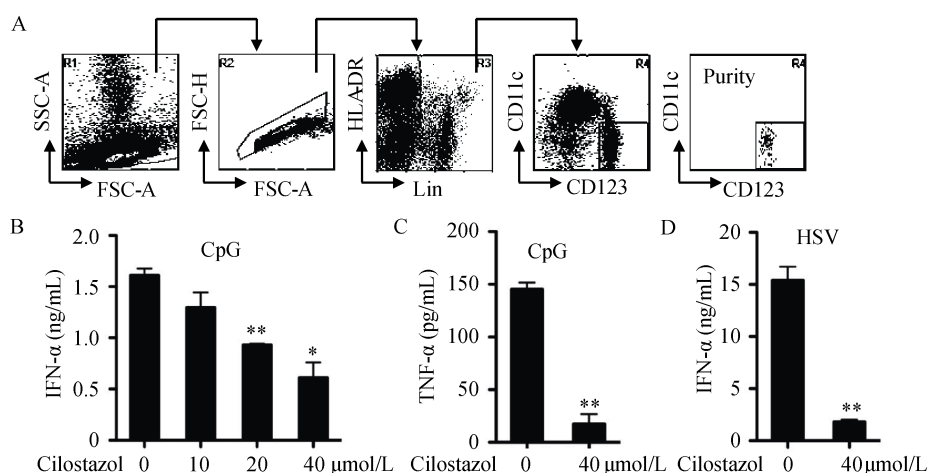 A
R1
SSC-A
FSC-A
R2
FSC-H
FSC-A
R3
HLA-DR
Lin
R4
CD11c
CD123
Purity
R4
CD11c
CD123
B
CpG
IFN-α (ng/mL)
2.0
1.5
1.0
0.5
0
**
*
Cilostazol 0 10 20 40 μmol/L
C
CpG
TNF-α (pg/mL)
200
150
100
50
0
**
Cilostazol 0 40 μmol/L
D
HSV
IFN-α (ng/mL)
20
15
10
5
0
**
Cilostazol 0 40 μmol/L